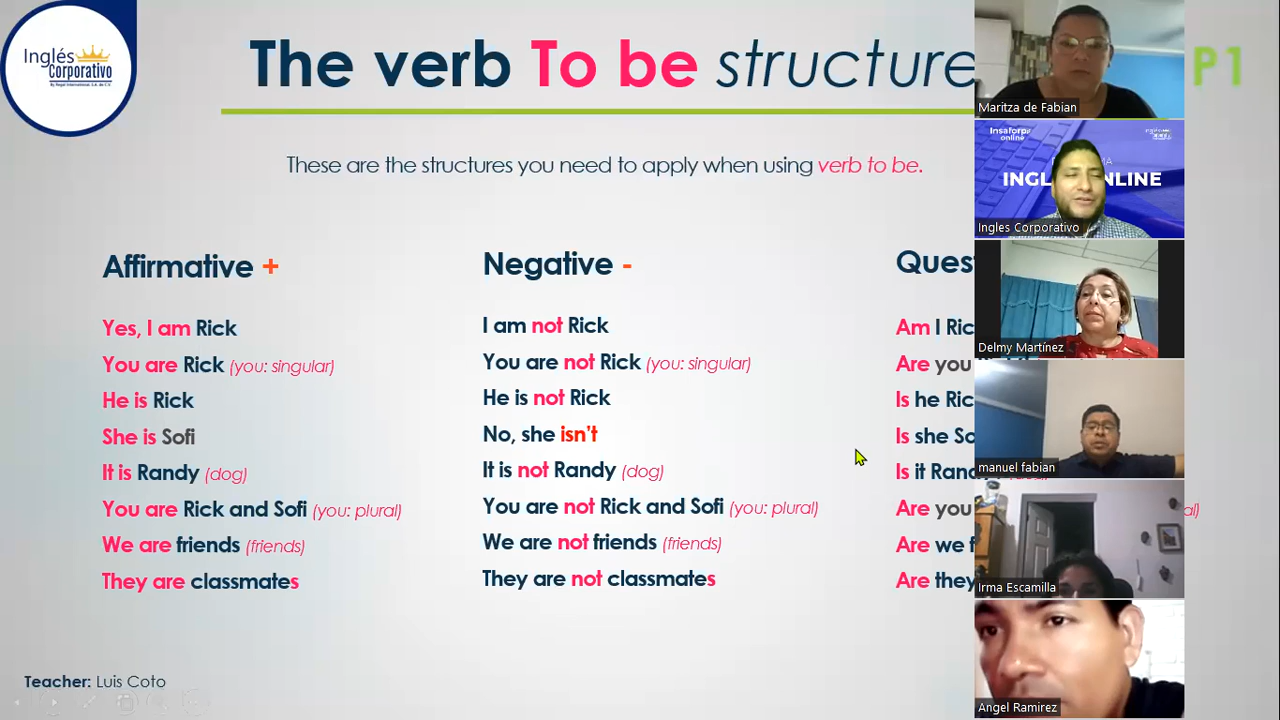 Inglés
Corporativo
By Regal International, S.A. de C.V.
The verb To be structure
P1
These are the structures you need to apply when using verb to be.
Affirmative +
Yes, I am Rick
You are Rick (you: singular)
He is Rick
She is Sofi
It is Randy (dog)
You are Rick and Sofi (you: plural)
We are friends (friends)
They are classmates
Negative -
I am not Rick
You are not Rick (you: singular)
He is not Rick
No, she isn't
It is not Randy (dog)
You are not Rick and Sofi (you: plural)
We are not friends (friends)
They are not classmates
Ques
Am I Ric
Are you
Is he Ric
Is she So
Is it Rand
Are you
Are we f
Are they
Teacher: Luis Coto
Maritza de Fabian
Insaforp
online
INGL NLINE
Ingles Corporativo
Delmy Martínez
manuel fabian
Irma Escamilla
Angel Ramirez